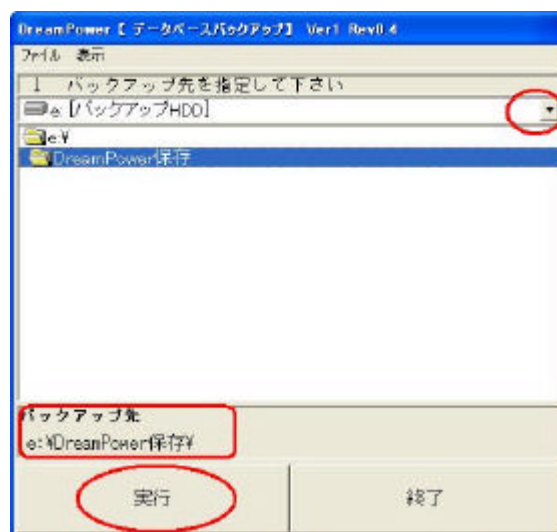 DreamPower【 データベースバックアップ】 Ver1 Rev0.4
ファイル 表示
1 バックアップ先を指定して下さい
e: [バックアップHDD]
e:¥
DreamPower保存
バックアップ先
e:¥DreamPower保存¥
実行 終了